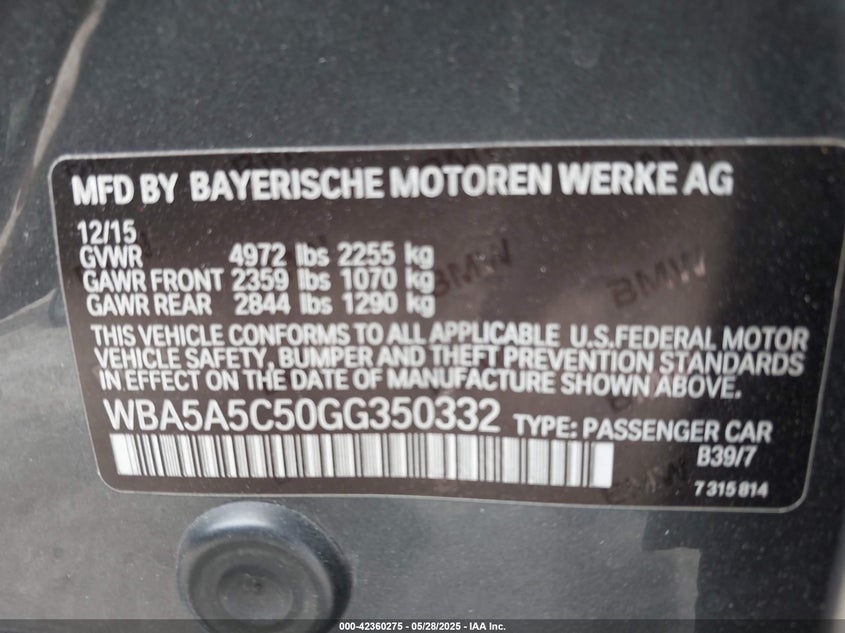 MFD BY BAYERISCHE MOTOREN WERKE AG
12/15
GVWR 4972 lbs 2255 kg
GAWR FRONT 2359 lbs 1070 kg
GAWR REAR 2844 lbs 1290 kg
THIS VEHICLE CONFORMS TO ALL APPLICABLE U.S.FEDERAL MOTOR
VEHICLE SAFETY, BUMPER AND THEFT PREVENTION STANDARDS
IN EFFECT ON THE DATE OF MANUFACTURE SHOWN ABOVE.
WBA5A5C50GG350332 TYPE: PASSENGER CAR
B39/7
7 315 814
BMW
BMW
000-42360275 - 05/28/2025 - IAA Inc.